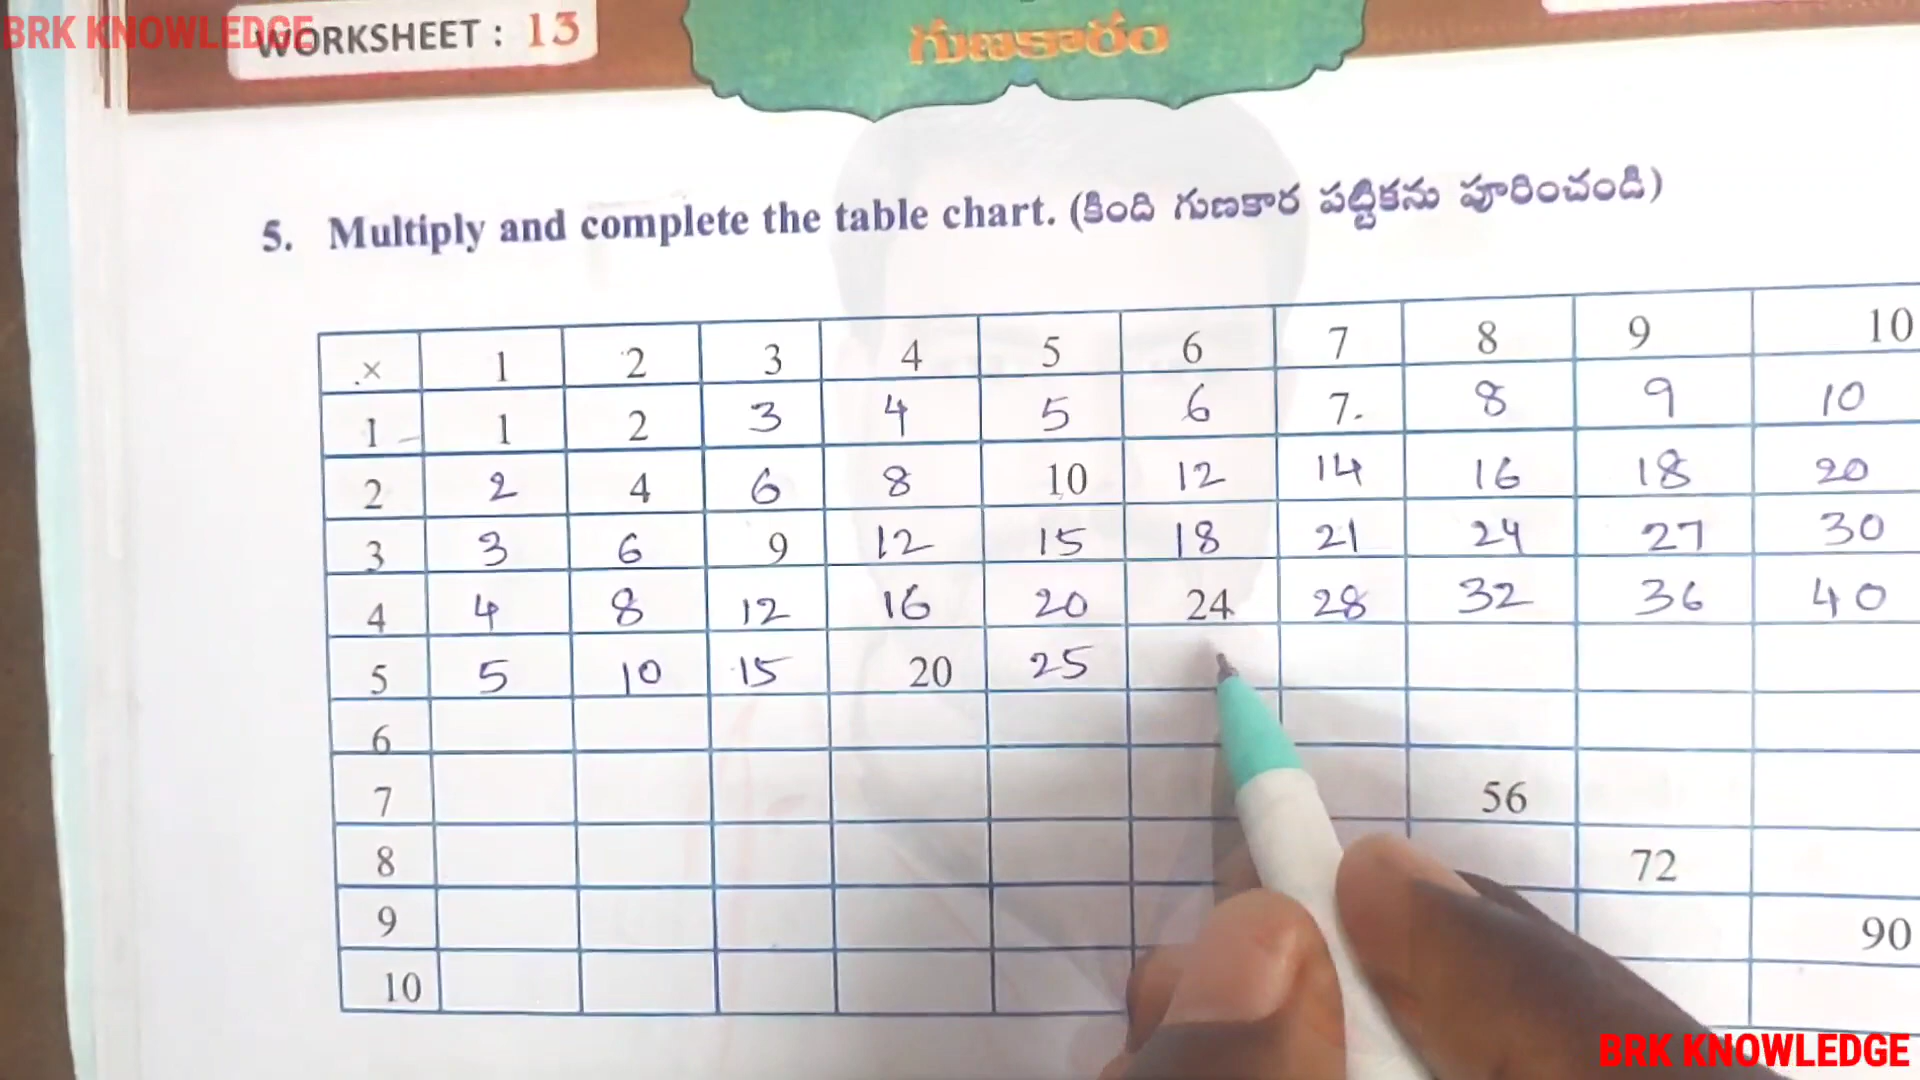 BRK KNOWLEDGE
WORKSHEET : 13
గుణకారం
5. Multiply and complete the table chart. (కింది గుణకార పట్టికను పూరించండి)
× 1 2 3 4 5 6 7 8 9 10
1 1 2 3 4 5 6 7. 8 9 10
2 2 4 6 8 10 12 14 16 18 20
3 3 6 9 12 15 18 21 24 27 30
4 4 8 12 16 20 24 28 32 36 40
5 5 10 15 20 25
6
7 56
8 72
9 90
10
BRK KNOWLEDGE